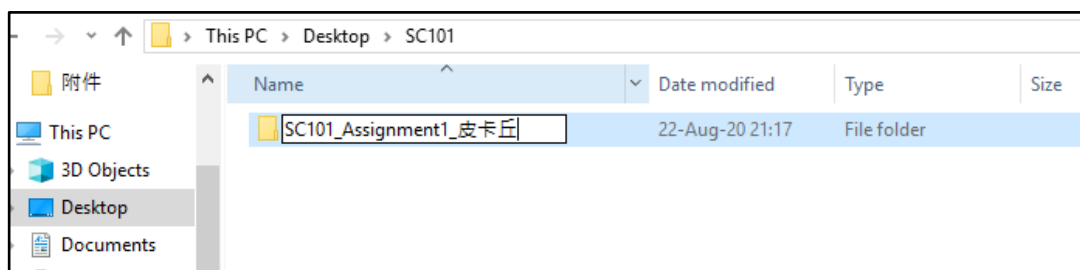 This PC > Desktop > SC101
附件
Name Date modified Type Size
This PC
SC101_Assignment1_皮卡丘 22-Aug-20 21:17 File folder
3D Objects
Desktop
Documents